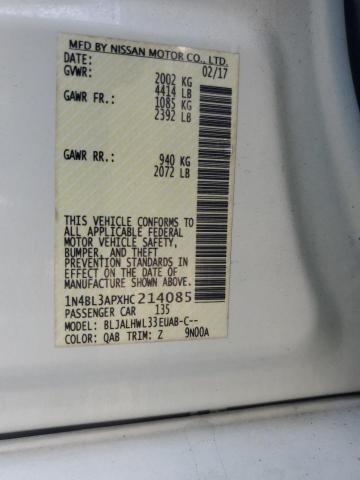 MFD BY NISSAN MOTOR CO., LTD.
DATE: 02/17
GVWR: 2002 KG
4414 LB
GAWR FR.: 1085 KG
2392 LB
GAWR RR.: 940 KG
2072 LB
THIS VEHICLE CONFORMS TO
ALL APPLICABLE FEDERAL
MOTOR VEHICLE SAFETY,
BUMPER, AND THEFT
PREVENTION STANDARDS
IN EFFECT ON THE DATE OF
MANUFACTURE SHOWN ABOVE.
1N4BL3APXHC214085
PASSENGER CAR 135
MODEL: BLJALHWL33EUAB-C--
COLOR: QAB TRIM: Z 9N00A